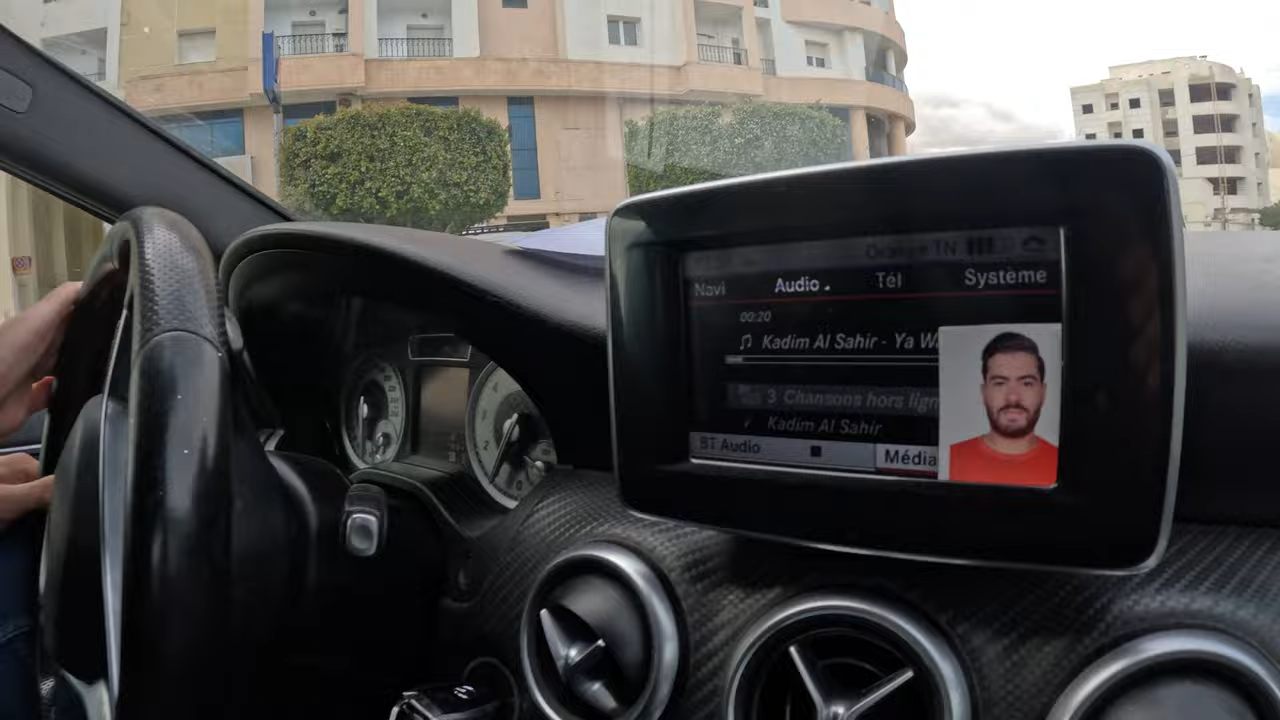 Orange TN
Navi Audio Tél Système
00:20
Kadim Al Sahir - Ya W
3 Chansons hors lign
Kadim Al Sahir
BT Audio Média